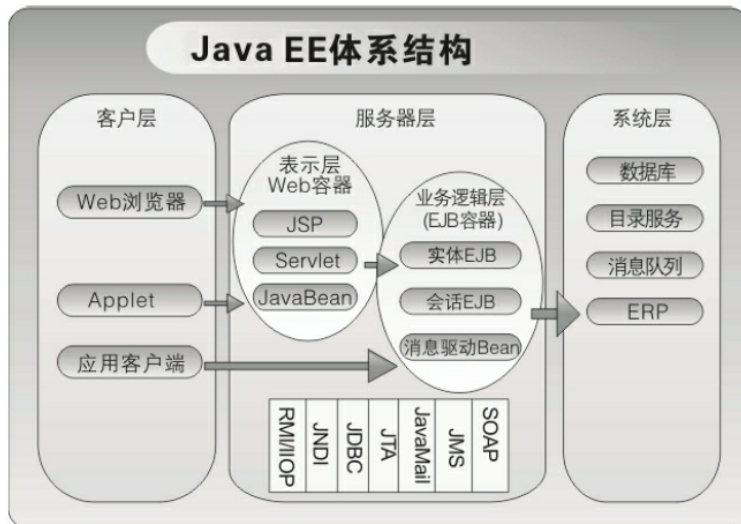 Java EE体系结构
客户层
Web浏览器
Applet
应用客户端
服务器层
表示层
Web容器
JSP
Servlet
JavaBean
业务逻辑层
(EJB容器)
实体EJB
会话EJB
消息驱动Bean
RMI/IIOP
JNDI
JDBC
JTA
JavaMail
JMS
SOAP
系统层
数据库
目录服务
消息队列
ERP